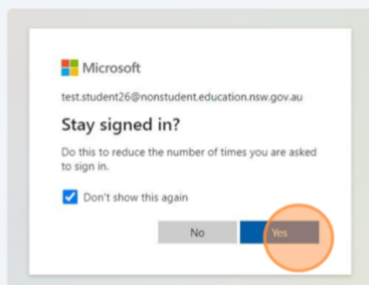 Microsoft
test.student26@nonstudent.education.nsw.gov.au
Stay signed in?
Do this to reduce the number of times you are asked
to sign in.
Don't show this again
No Yes